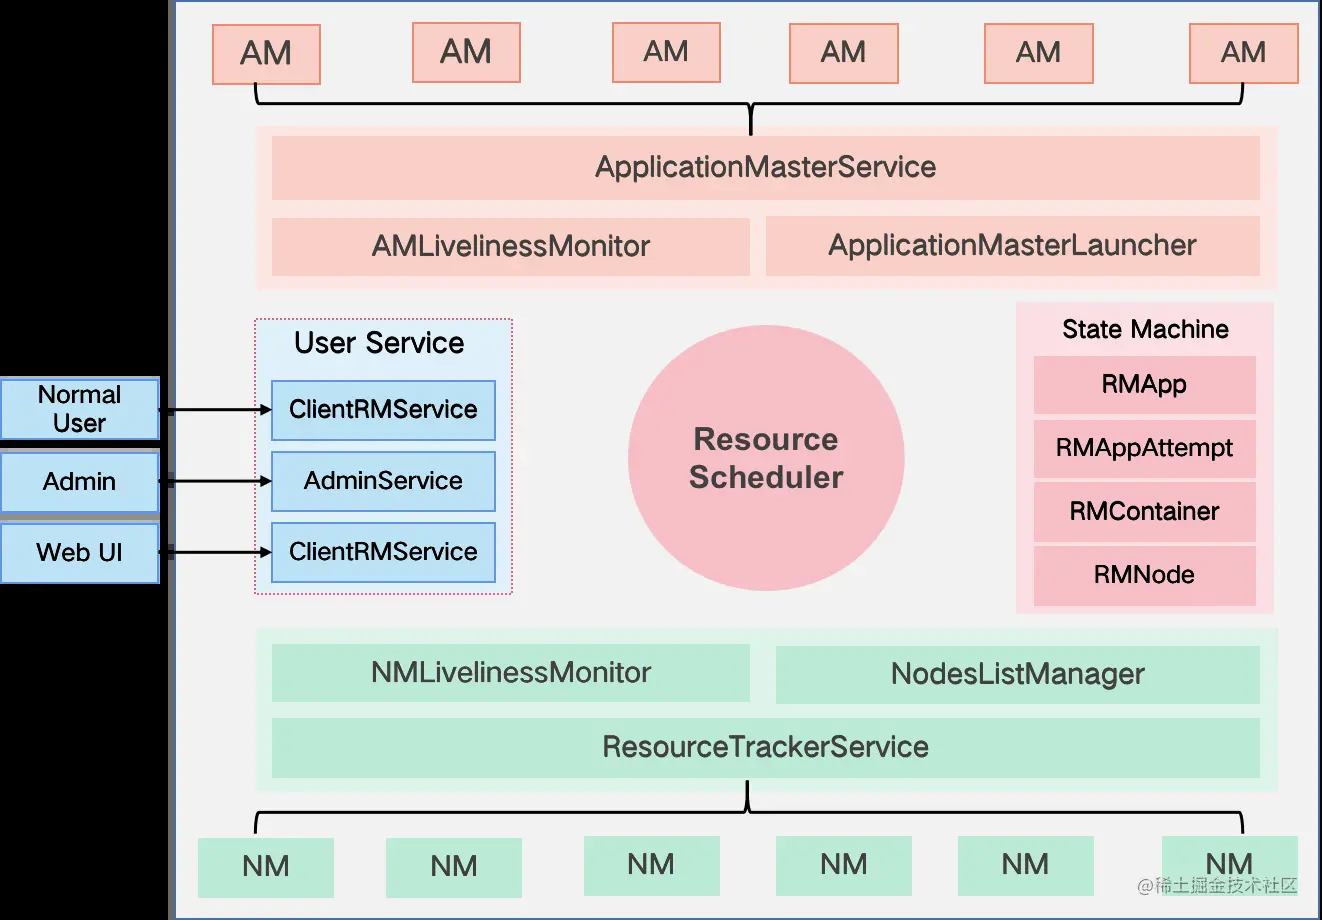 AM
AM
AM
AM
AM
AM
ApplicationMasterService
AMLivelinessMonitor
ApplicationMasterLauncher
User Service
ClientRMService
AdminService
ClientRMService
Normal
User
Admin
Web UI
Resource
Scheduler
State Machine
RMApp
RMAppAttempt
RMContainer
RMNode
NMLivelinessMonitor
NodesListManager
ResourceTrackerService
NM
NM
NM
NM
NM
NM
@稀土掘金技术社区